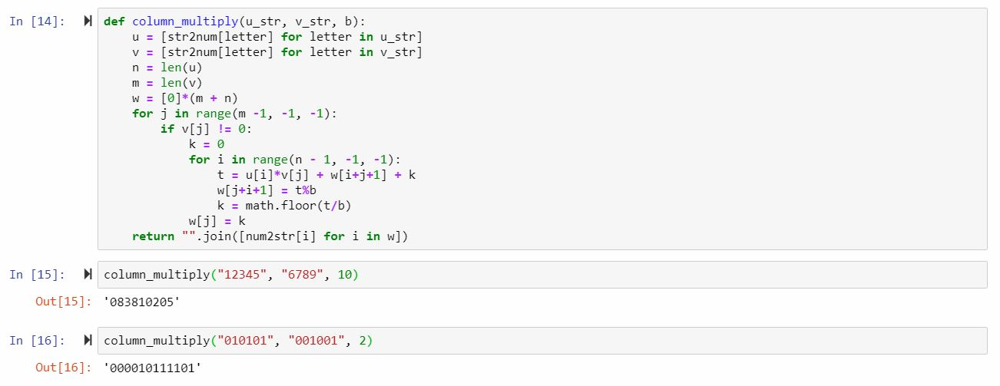 In [14]: def column_multiply(u_str, v_str, b):
    u = [str2num[letter] for letter in u_str]
    v = [str2num[letter] for letter in v_str]
    n = len(u)
    m = len(v)
    w = [0]*(m + n)
    for j in range(m -1, -1, -1):
        if v[j] != 0:
            k = 0
            for i in range(n - 1, -1, -1):
                t = u[i]*v[j] + w[i+j+1] + k
                w[j+i+1] = t%b
                k = math.floor(t/b)
            w[j] = k
    return "".join([num2str[i] for i in w])
In [15]: column_multiply("12345", "6789", 10)
Out[15]: '083810205'
In [16]: column_multiply("010101", "001001", 2)
Out[16]: '000010111101'